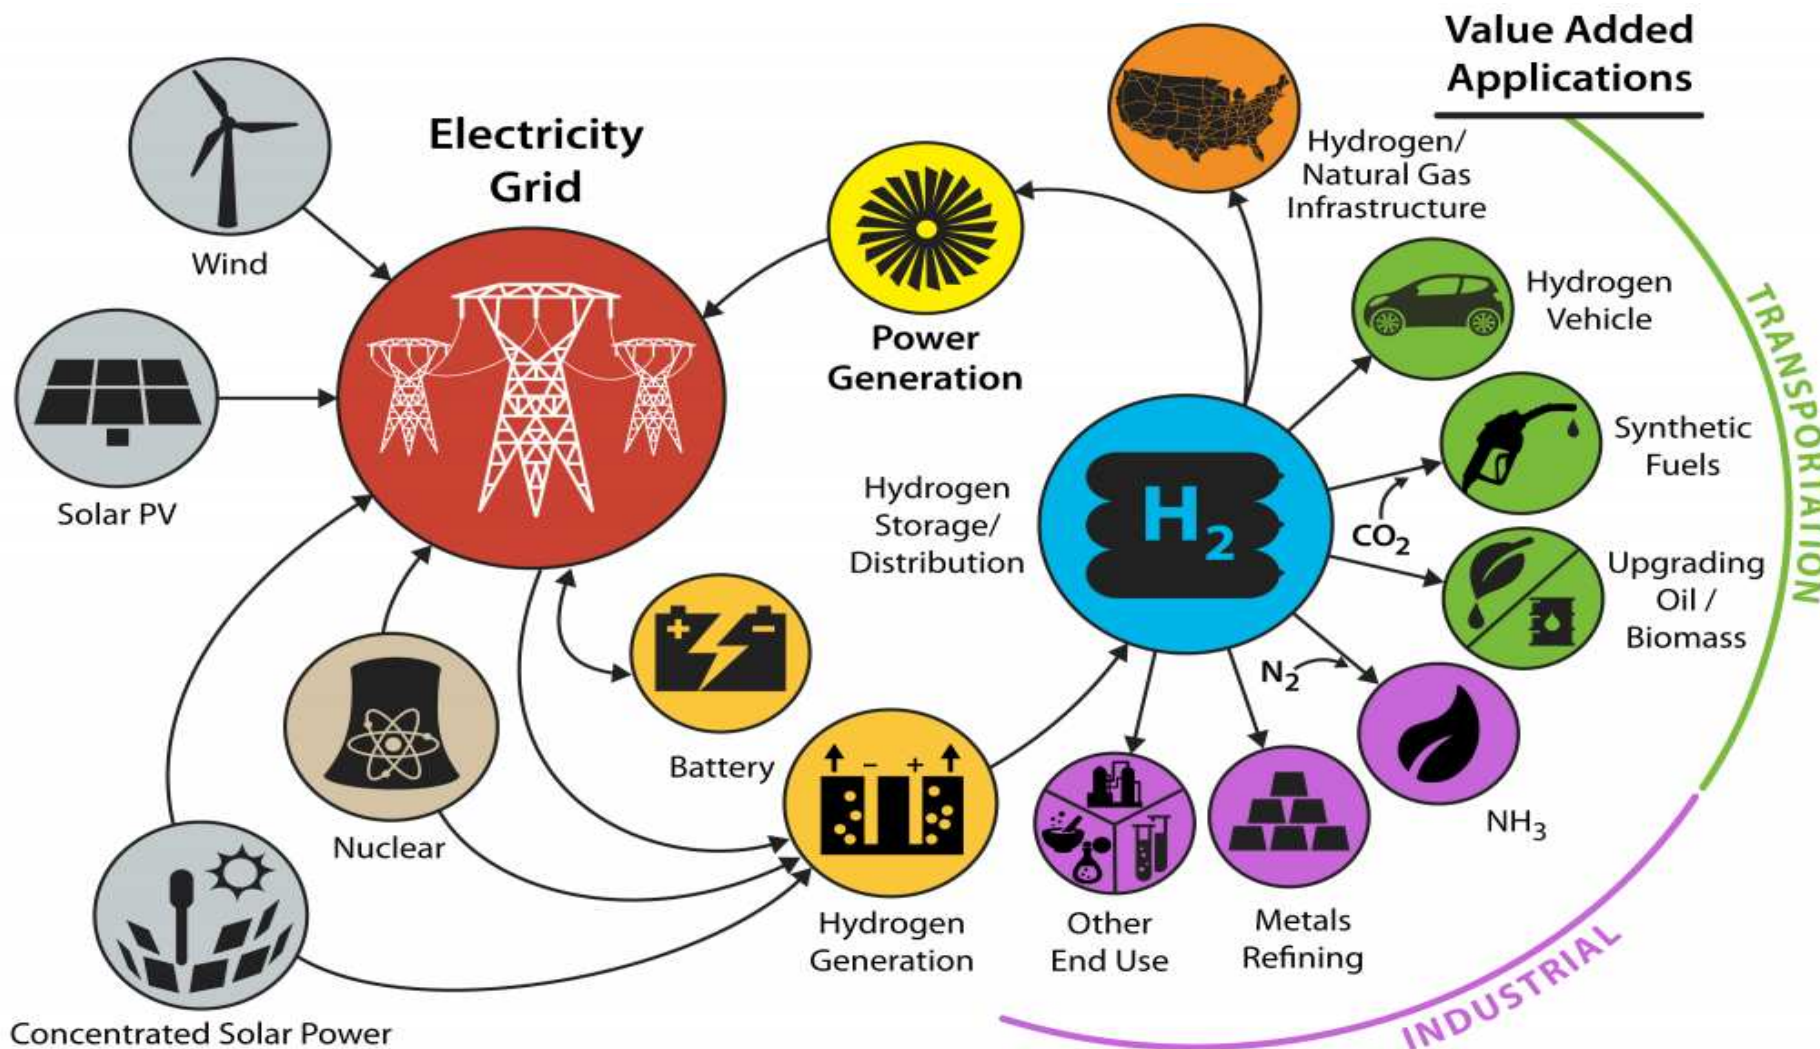 Value Added
Applications
Electricity
Grid
Wind
Solar PV
Power
Generation
Hydrogen/
Natural Gas
Infrastructure
Hydrogen
Vehicle
Synthetic
Fuels
CO₂
Upgrading
Oil /
Biomass
TRANSPORTATION
Hydrogen
Storage/
Distribution
H₂
N₂
NH₃
+ −
Battery
Nuclear
− +
Hydrogen
Generation
Other
End Use
Metals
Refining
INDUSTRIAL
Concentrated Solar Power